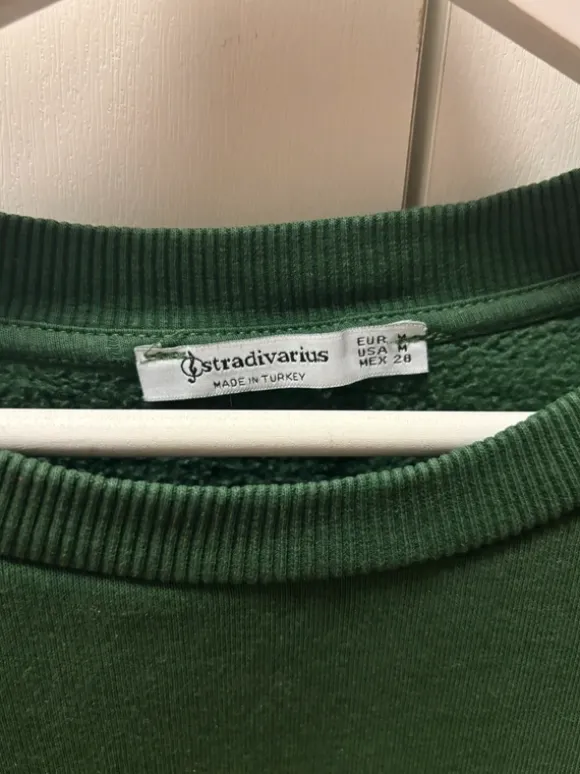 stradivarius
MADE IN TURKEY
EUR M
USA M
MEX 28